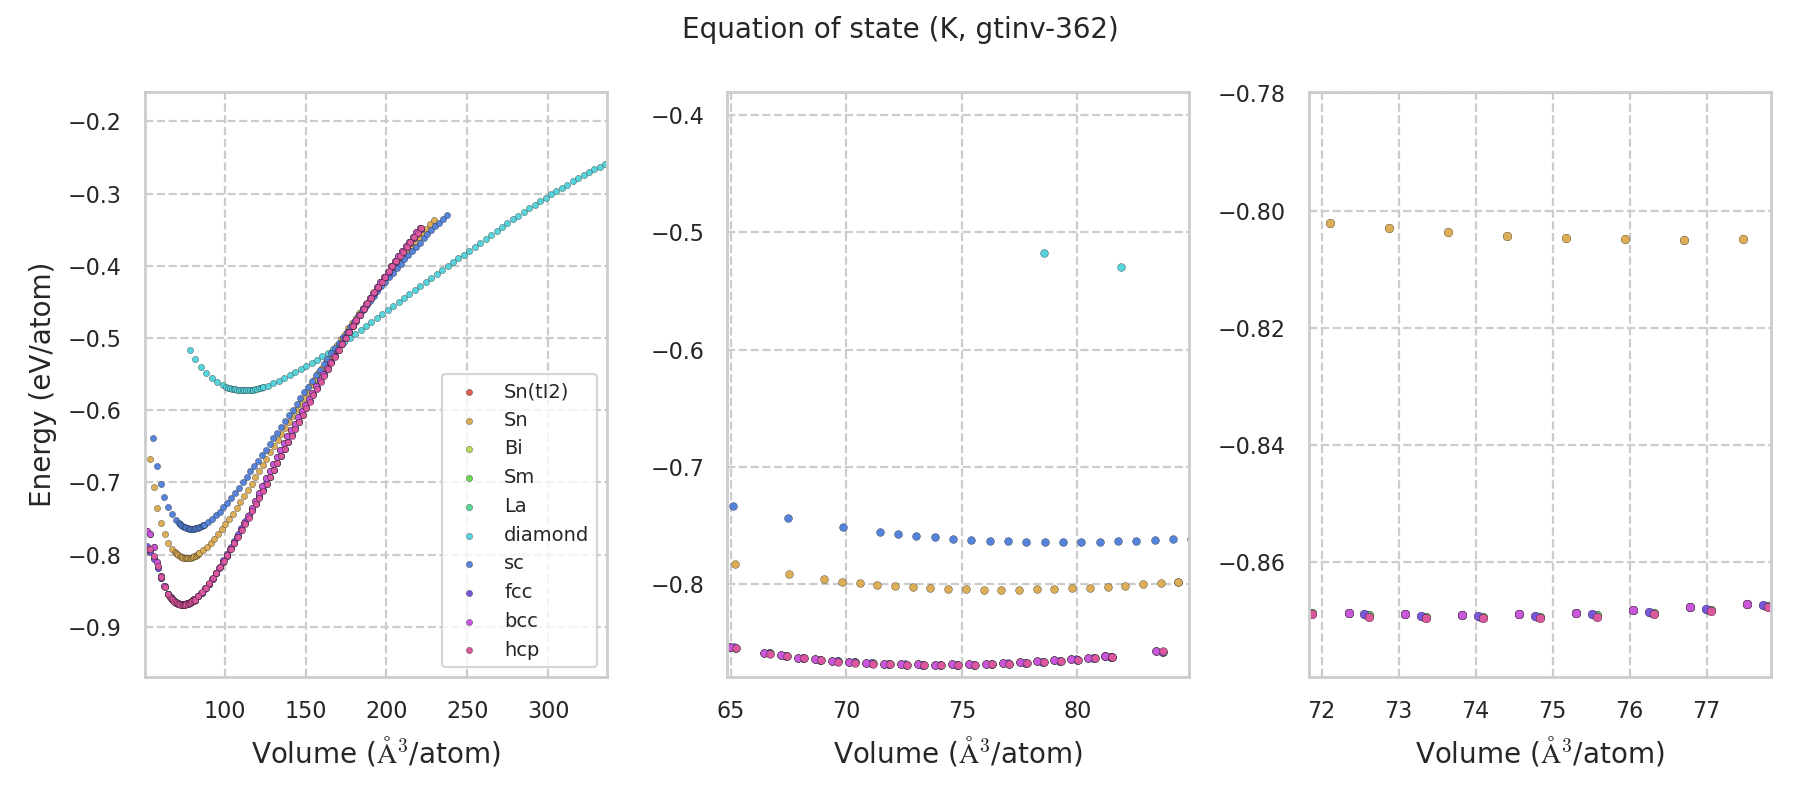 Equation of state (K, gtinv-362)
Energy (eV/atom)
−0.2
−0.3
−0.4
−0.5
−0.6
−0.7
−0.8
−0.9
100 150 200 250 300
Volume (Å³/atom)
Sn(tI2)
Sn
Bi
Sm
La
diamond
sc
fcc
bcc
hcp
−0.4
−0.5
−0.6
−0.7
−0.8
65 70 75 80
Volume (Å³/atom)
−0.78
−0.80
−0.82
−0.84
−0.86
72 73 74 75 76 77
Volume (Å³/atom)